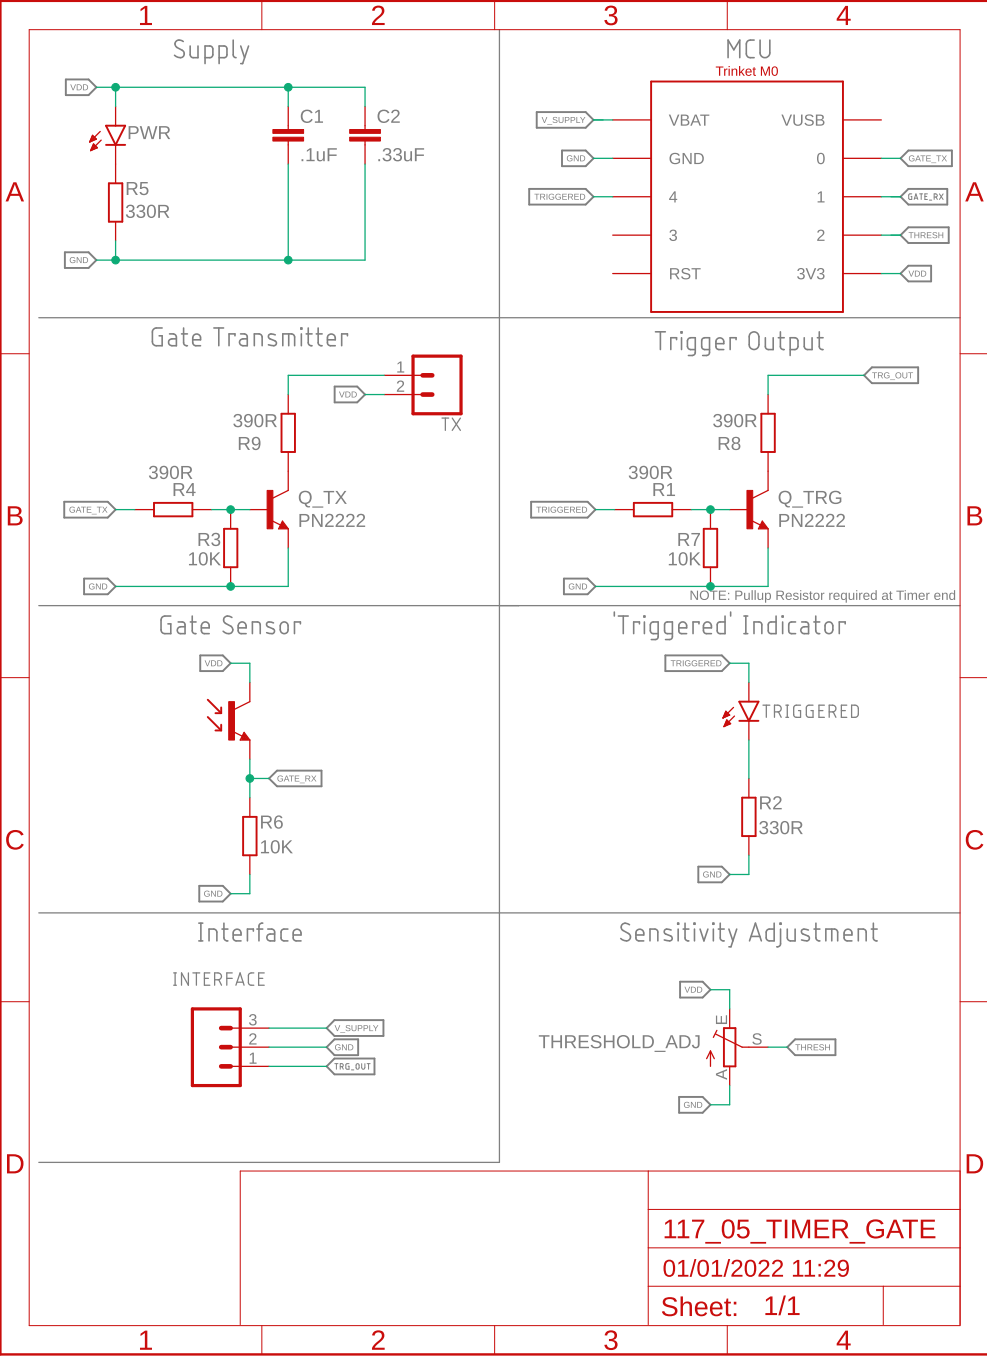 1 2 3 4
A A
B B
C C
D D
Supply
VDD
PWR
R5
330R
C1
.1uF
C2
.33uF
GND
MCU
Trinket M0
V_SUPPLY VBAT VUSB
GND GND 0 GATE_TX
TRIGGERED 4 1 GATE_RX
3 2 THRESH
RST 3V3 VDD
Gate Transmitter
1
VDD 2
TX
390R
R9
390R
R4
GATE_TX
Q_TX
PN2222
R3
10K
GND
Trigger Output
TRG_OUT
390R
R8
390R
R1
TRIGGERED
Q_TRG
PN2222
R7
10K
GND
NOTE: Pullup Resistor required at Timer end
Gate Sensor
VDD
GATE_RX
R6
10K
GND
'Triggered' Indicator
TRIGGERED
TRIGGERED
R2
330R
GND
Interface
INTERFACE
3 V_SUPPLY
2 GND
1 TRG_OUT
Sensitivity Adjustment
VDD
E
THRESHOLD_ADJ S THRESH
A
GND
117_05_TIMER_GATE
01/01/2022 11:29
Sheet: 1/1
1 2 3 4